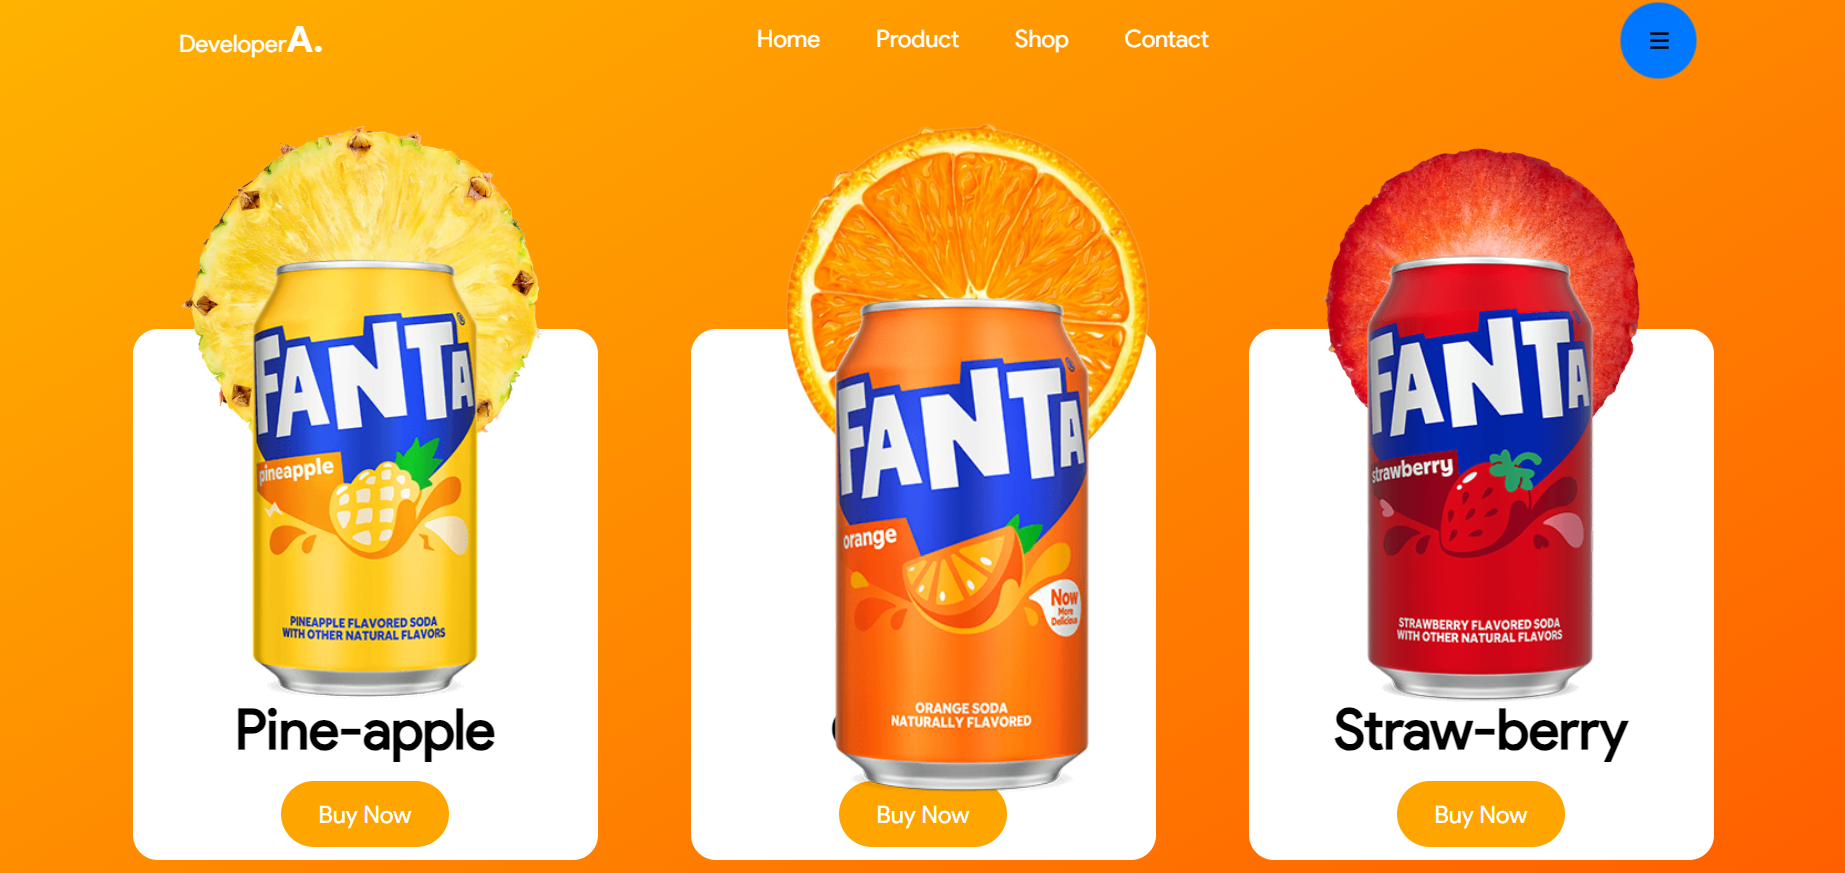 DeveloperA.
Home Product Shop Contact
FANTA®
pineapple
PINEAPPLE FLAVORED SODA
WITH OTHER NATURAL FLAVORS
Pine-apple
Buy Now
FANTA®
orange
Now
More
Delicious
ORANGE SODA
NATURALLY FLAVORED
Buy Now
FANTA
strawberry
STRAWBERRY FLAVORED SODA
WITH OTHER NATURAL FLAVORS
Straw-berry
Buy Now